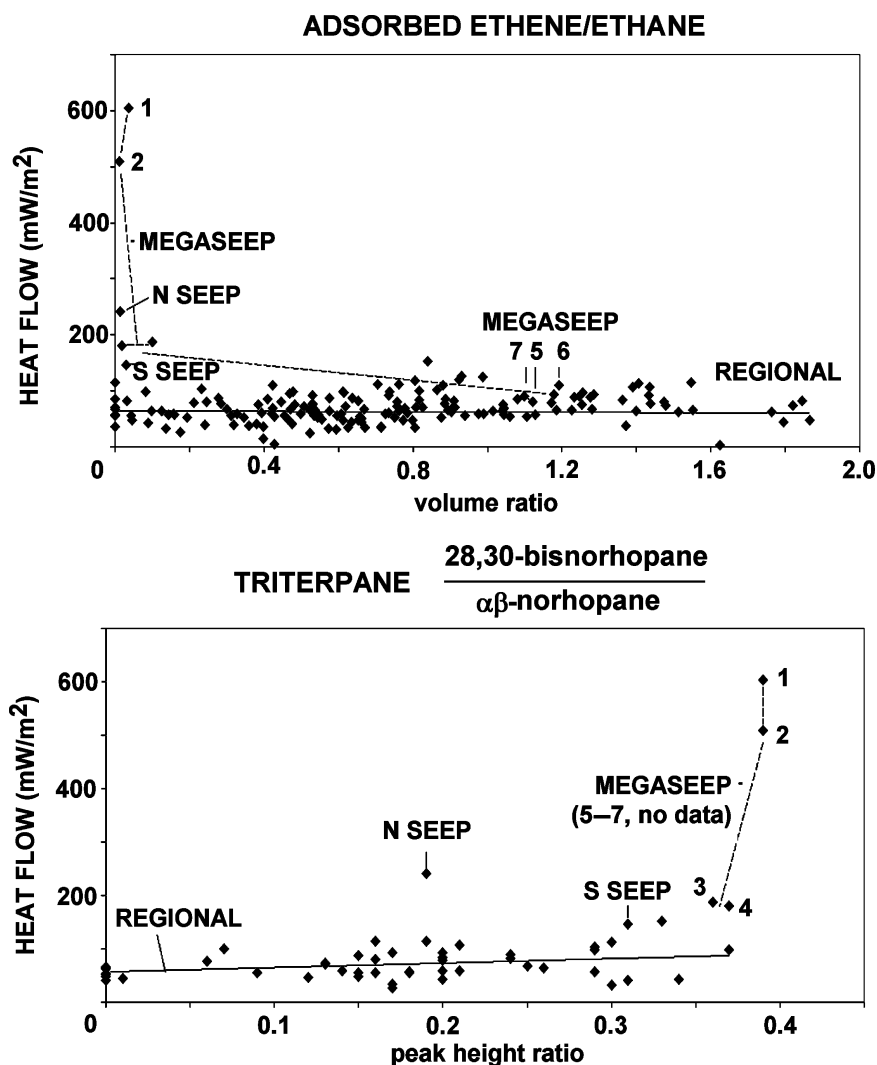 ADSORBED ETHENE/ETHANE
HEAT FLOW (mW/m²)
600
400
200
0
1
2
MEGASEEP
N SEEP
S SEEP
MEGASEEP
7 5 6
REGIONAL
0 0.4 0.8 1.2 1.6 2.0
volume ratio
TRITERPANE
28,30-bisnorhopane
αβ-norhopane
HEAT FLOW (mW/m²)
600
400
200
0
1
2
MEGASEEP
(5–7, no data)
N SEEP
S SEEP
3
4
REGIONAL
0 0.1 0.2 0.3 0.4
peak height ratio